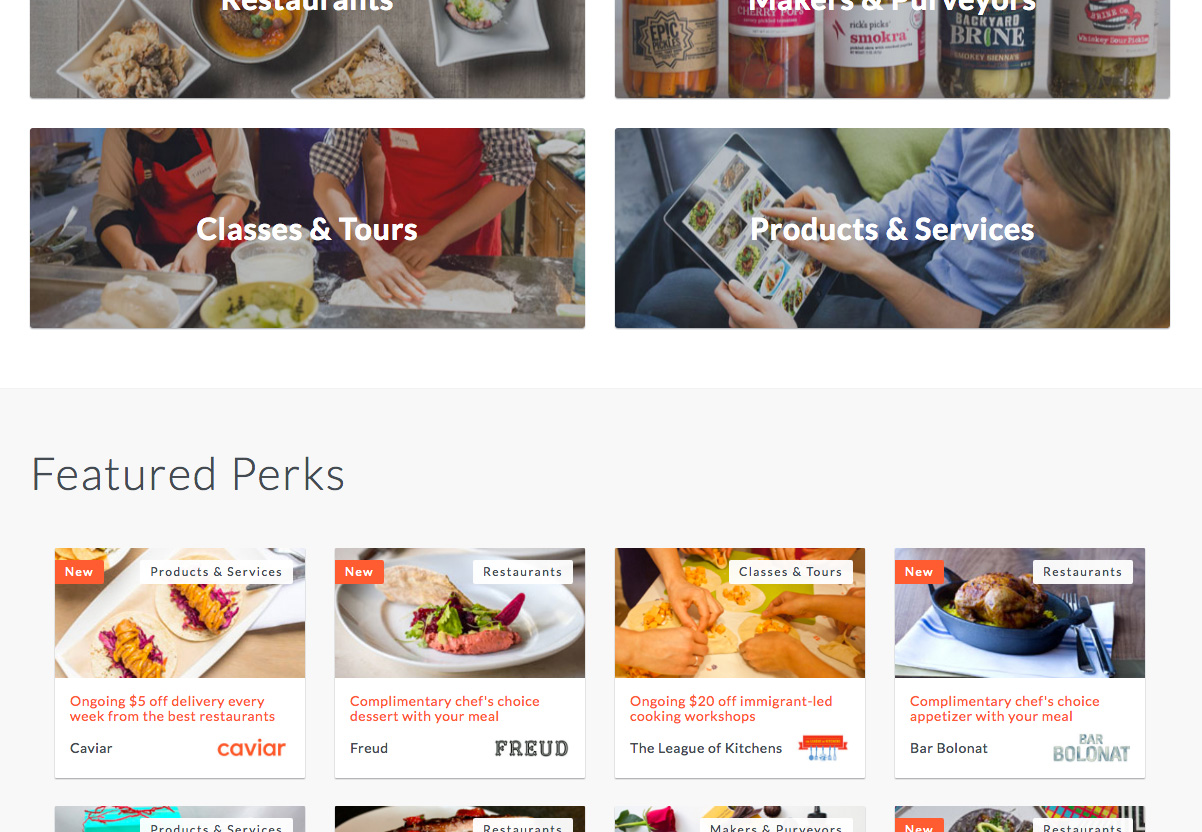 Restaurants
Makers & Purveyors
EPIC
PICKLES
CHERRY POPS
rick's picks
smokra
BACKYARD
BRINE
SMOKEY SIENNA'S
BRINE Co.
Whiskey Sour Pickles
Classes & Tours
Products & Services
Featured Perks
New
Products & Services
New
Restaurants
Classes & Tours
New
Restaurants
Ongoing $5 off delivery every
week from the best restaurants
Caviar
caviar
Complimentary chef's choice
dessert with your meal
Freud
FREUD
Ongoing $20 off immigrant-led
cooking workshops
The League of Kitchens
Complimentary chef's choice
appetizer with your meal
Bar Bolonat
BAR
BOLONAT
Products & Services
Restaurants
Makers & Purveyors
New
Restaurants